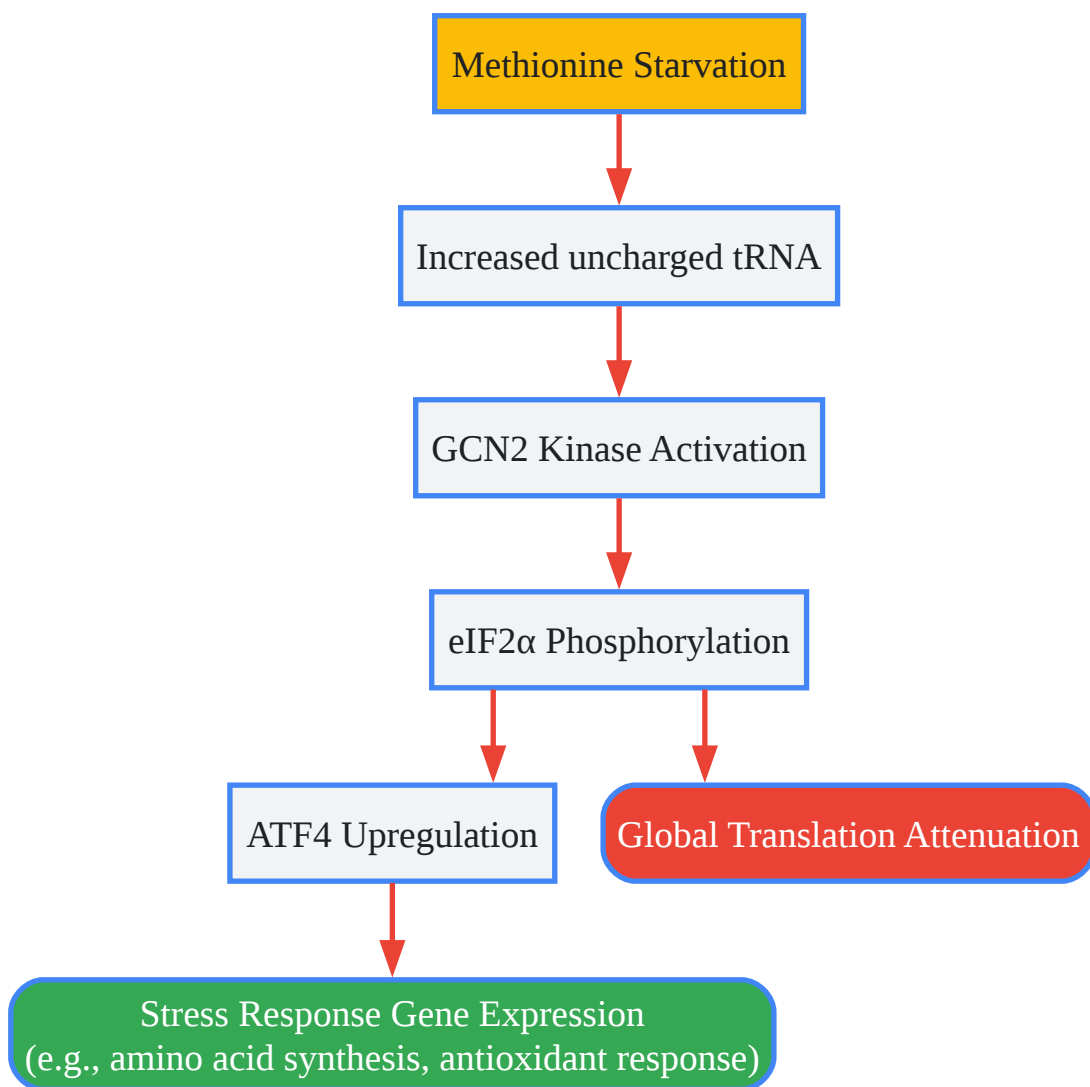 Methionine Starvation
Increased uncharged tRNA
GCN2 Kinase Activation
eIF2α Phosphorylation
ATF4 Upregulation
Global Translation Attenuation
Stress Response Gene Expression
(e.g., amino acid synthesis, antioxidant response)